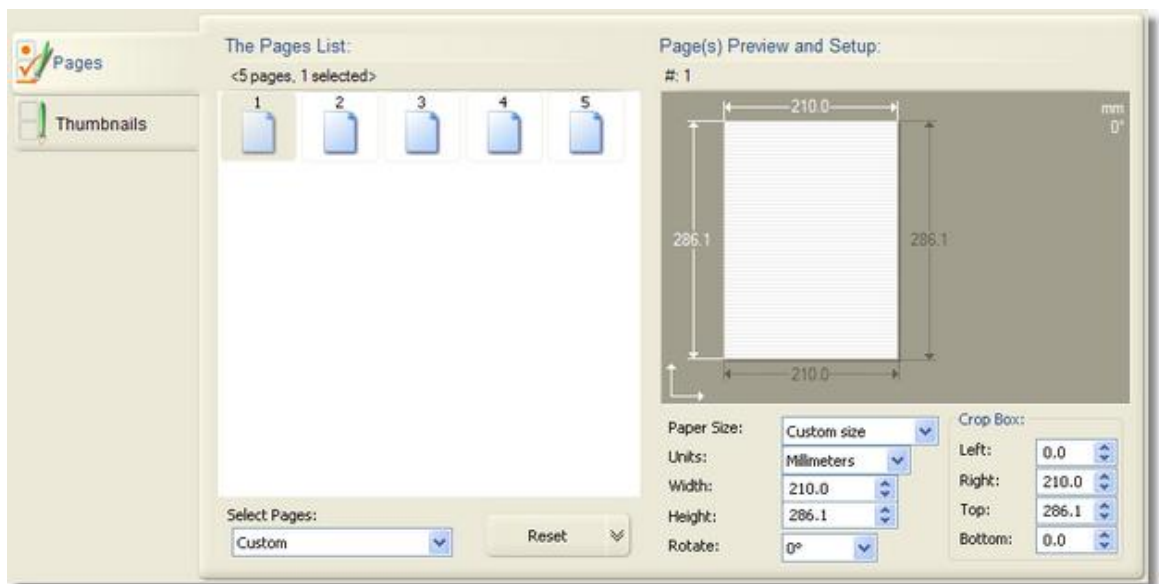 Pages
Thumbnails
The Pages List:
<5 pages, 1 selected>
1 2 3 4 5
Select Pages:
Custom
Reset
Page(s) Preview and Setup:
#: 1
210.0
mm
0°
286.1
286.1
210.0
Paper Size: Custom size
Units: Millimeters
Width: 210.0
Height: 286.1
Rotate: 0°
Crop Box:
Left: 0.0
Right: 210.0
Top: 286.1
Bottom: 0.0